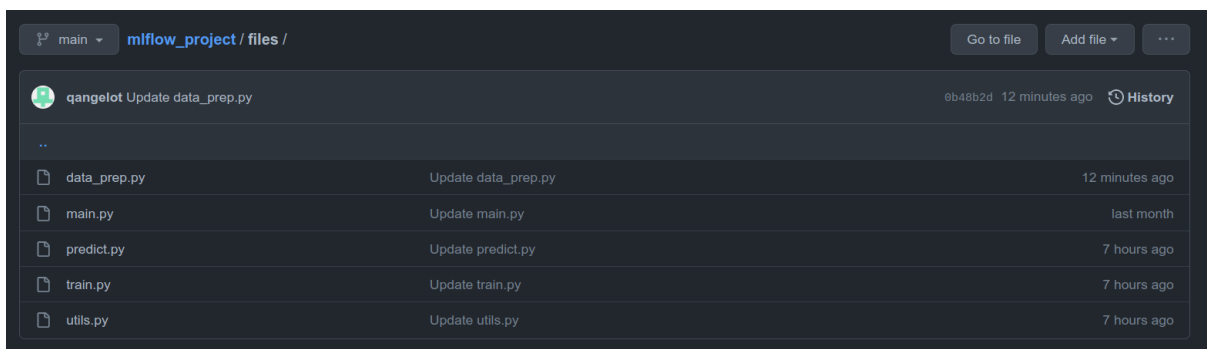 main mlflow_project / files / Go to file Add file ...
qangelot Update data_prep.py 0b48b2d 12 minutes ago History
..
data_prep.py Update data_prep.py 12 minutes ago
main.py Update main.py last month
predict.py Update predict.py 7 hours ago
train.py Update train.py 7 hours ago
utils.py Update utils.py 7 hours ago